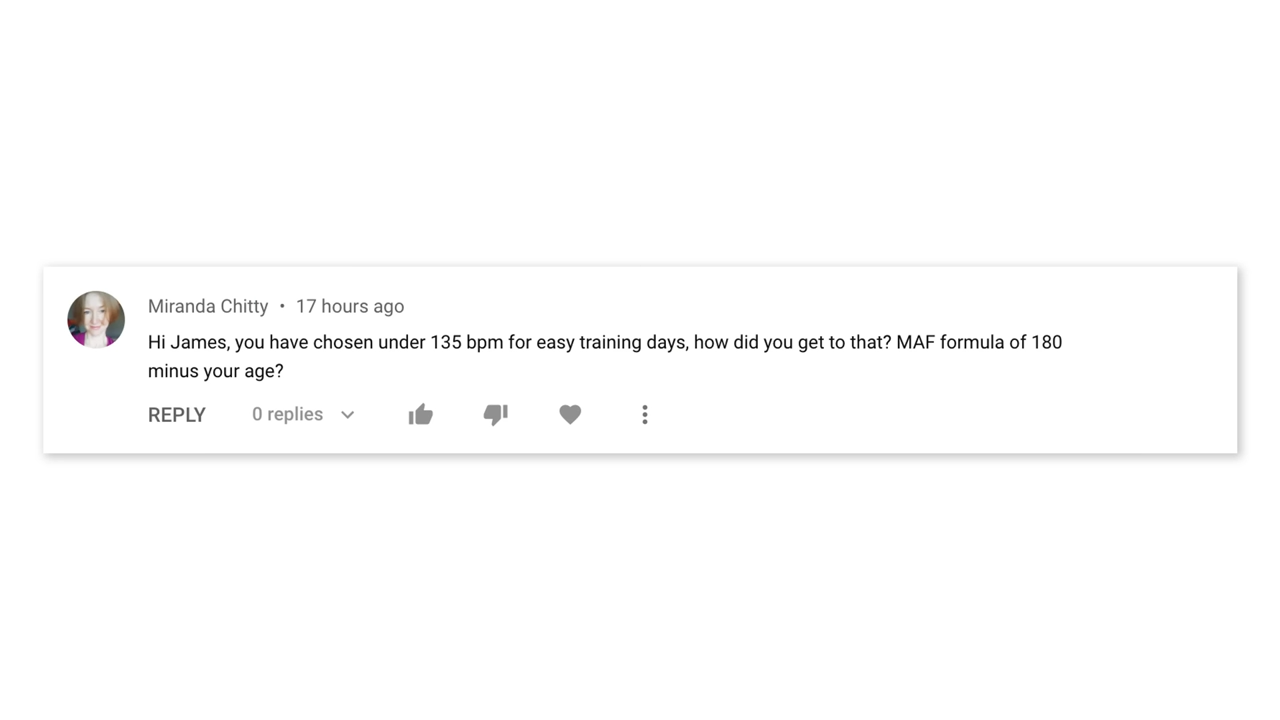 Miranda Chitty • 17 hours ago
Hi James, you have chosen under 135 bpm for easy training days, how did you get to that? MAF formula of 180
minus your age?
REPLY 0 replies